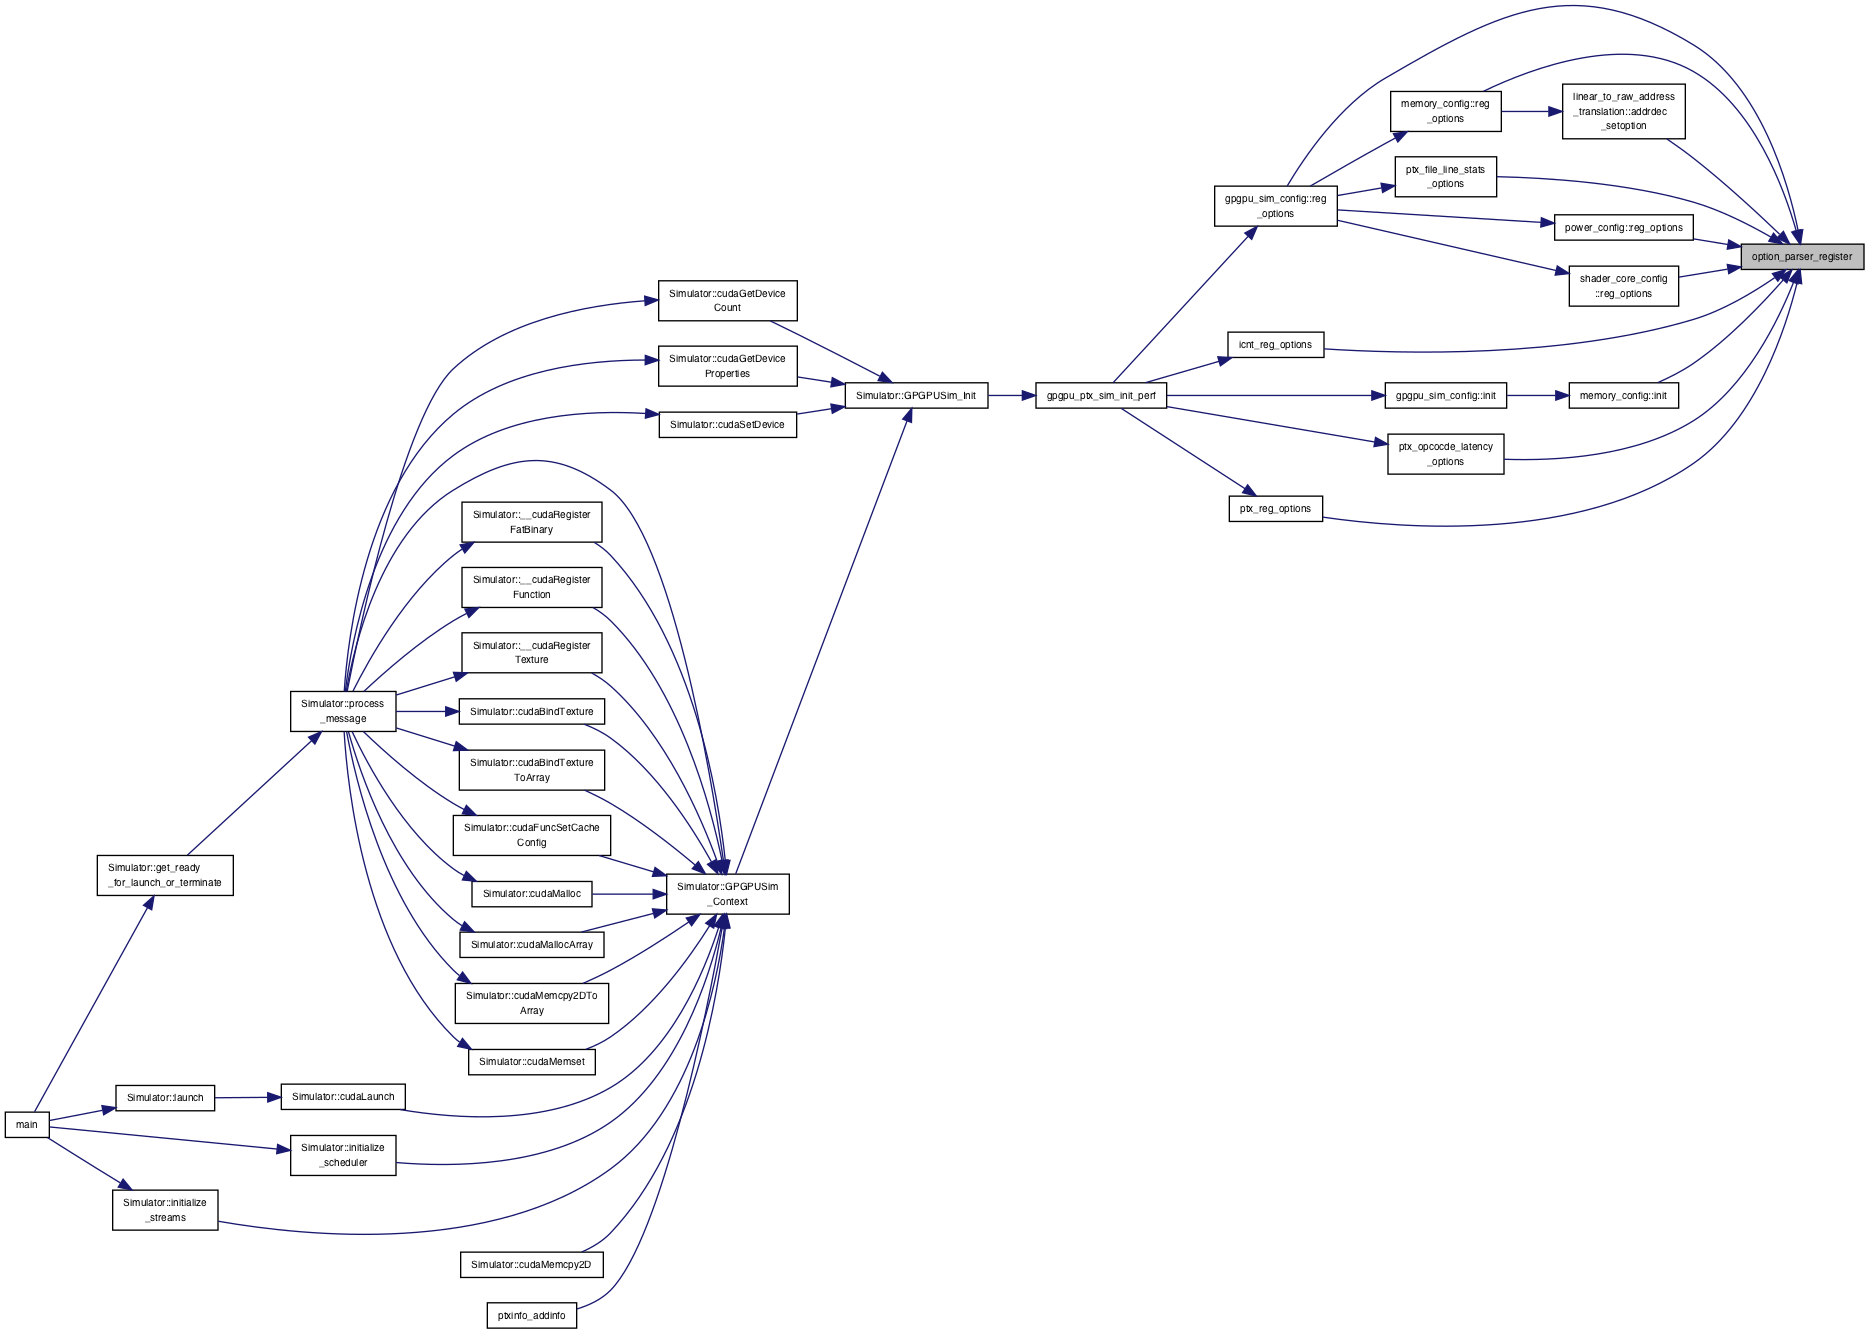 memory_config::reg
_options
linear_to_raw_address
_translation::addrdec
_setoption
ptx_file_line_stats
_options
gpgpu_sim_config::reg
_options
power_config::reg_options
option_parser_register
shader_core_config
::reg_options
Simulator::cudaGetDevice
Count
icnt_reg_options
Simulator::cudaGetDevice
Properties
Simulator::GPGPUSim_Init
gpgpu_ptx_sim_init_perf
gpgpu_sim_config::init
memory_config::init
Simulator::cudaSetDevice
ptx_opcocde_latency
_options
ptx_reg_options
Simulator::__cudaRegister
FatBinary
Simulator::__cudaRegister
Function
Simulator::__cudaRegister
Texture
Simulator::process
_message
Simulator::cudaBindTexture
Simulator::cudaBindTexture
ToArray
Simulator::cudaFuncSetCache
Config
Simulator::get_ready
_for_launch_or_terminate
Simulator::cudaMalloc
Simulator::GPGPUSim
_Context
Simulator::cudaMallocArray
Simulator::cudaMemcpy2DTo
Array
Simulator::cudaMemset
Simulator::launch
Simulator::cudaLaunch
main
Simulator::initialize
_scheduler
Simulator::initialize
_streams
Simulator::cudaMemcpy2D
ptxinfo_addinfo